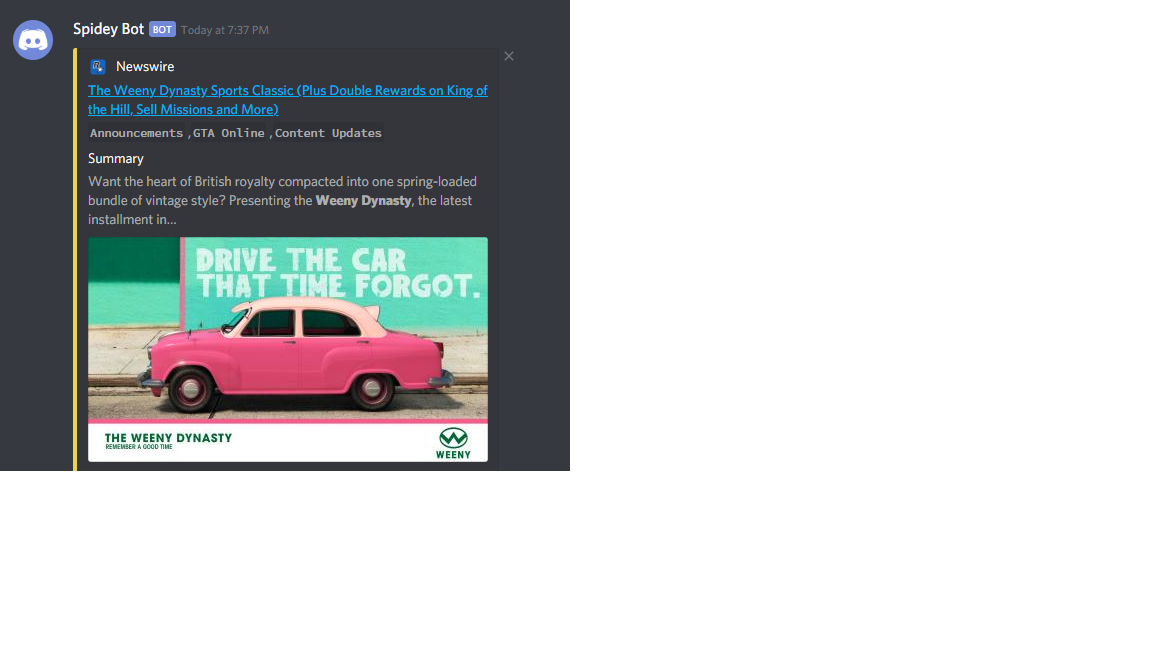 Spidey Bot BOT Today at 7:37 PM
Newswire
The Weeny Dynasty Sports Classic (Plus Double Rewards on King of
the Hill, Sell Missions and More)
Announcements ,GTA Online ,Content Updates
Summary
Want the heart of British royalty compacted into one spring-loaded
bundle of vintage style? Presenting the Weeny Dynasty, the latest
installment in...
DRIVE THE CAR
THAT TIME FORGOT.
THE WEENY DYNASTY
REMEMBER A GOOD TIME
WEENY